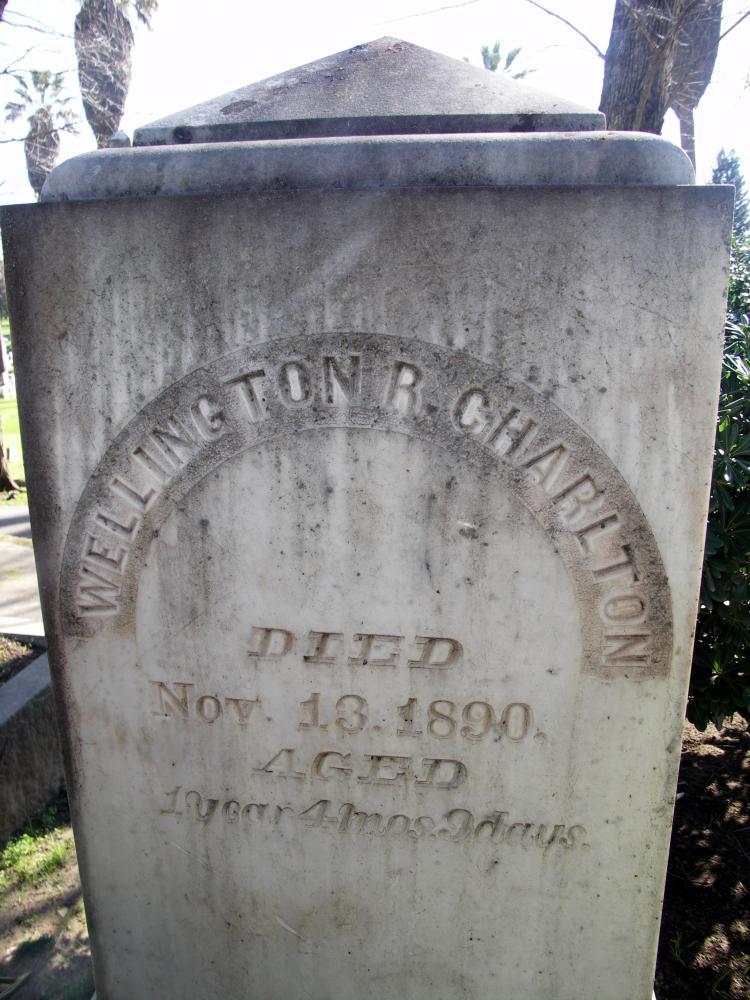 WELLINGTON R. CHARLTON
DIED
Nov. 13. 1890.
AGED
1 year 4 mos. 9 days.